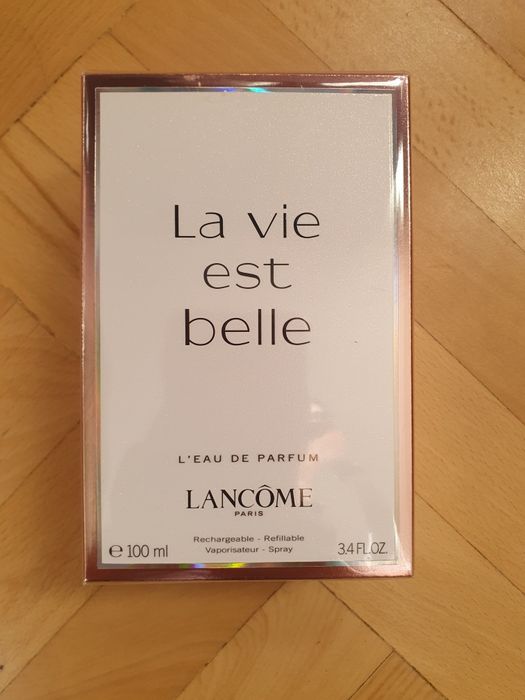 La vie
est
belle
L'EAU DE PARFUM
LANCÔME
PARIS
Rechargeable - Refillable
Vaporisateur - Spray
℮ 100 ml
3.4 FL.OZ.